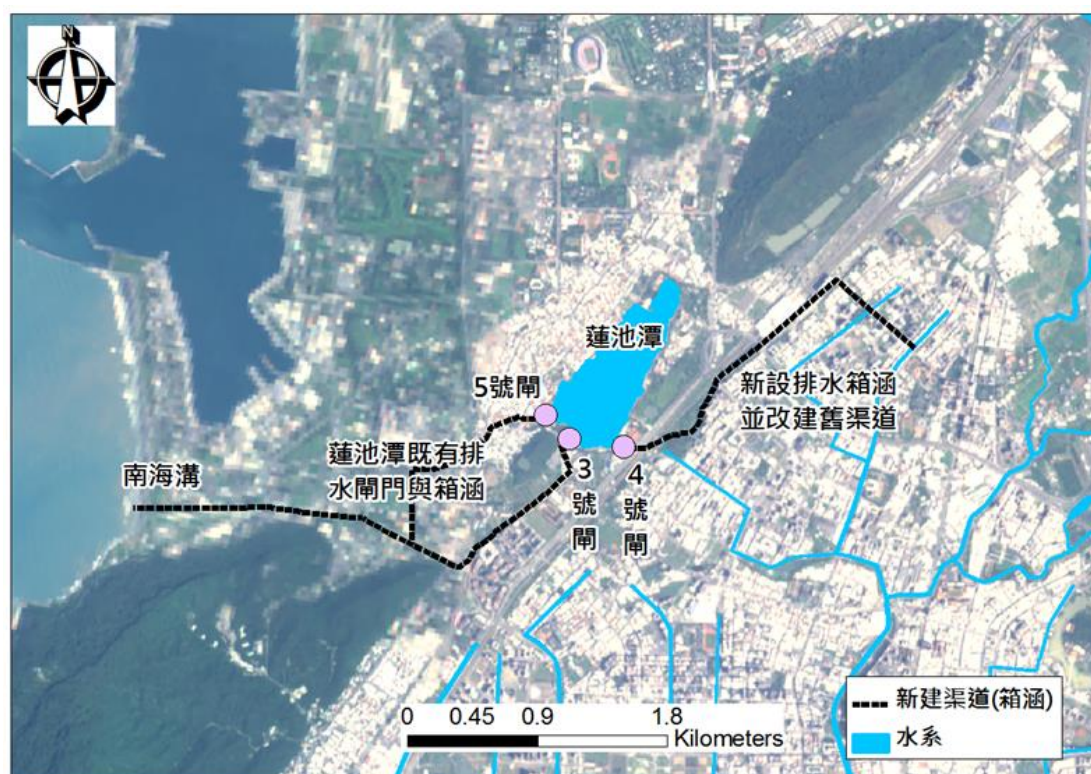 N
蓮池潭
5號閘
新設排水箱涵
並改建舊渠道
蓮池潭既有排
水閘門與箱涵
南海溝
3
號
閘
4
號
閘
新建渠道(箱涵)
水系
0 0.45 0.9 1.8
Kilometers